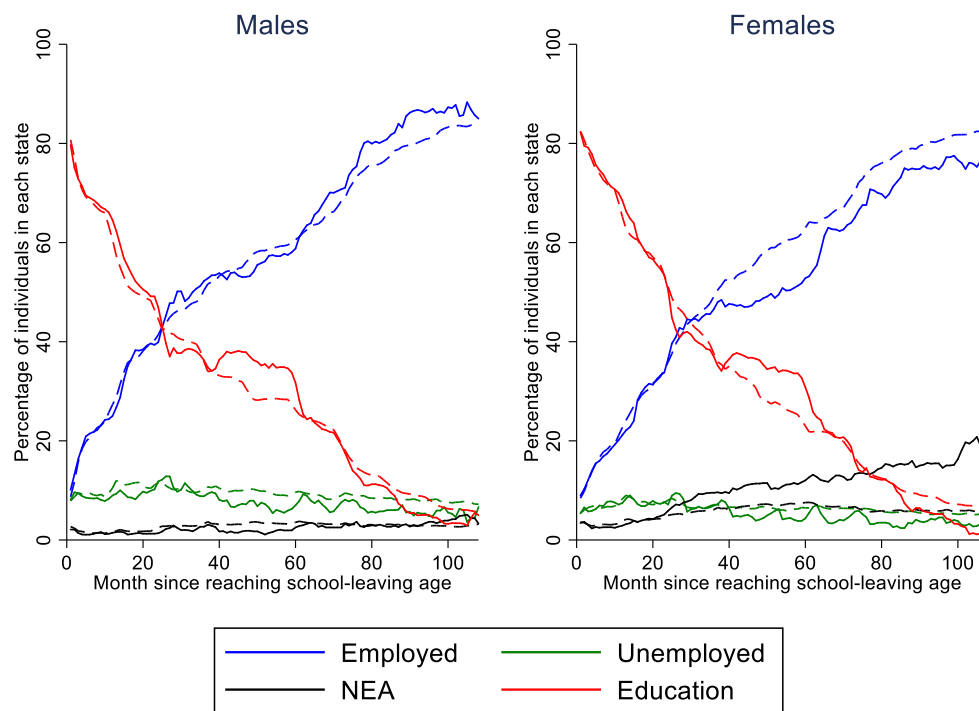 Males
Females
Percentage of individuals in each state
100
80
60
40
20
0
0 20 40 60 80 100
Month since reaching school-leaving age
Percentage of individuals in each state
100
80
60
40
20
0
0 20 40 60 80 100
Month since reaching school-leaving age
Employed
Unemployed
NEA
Education